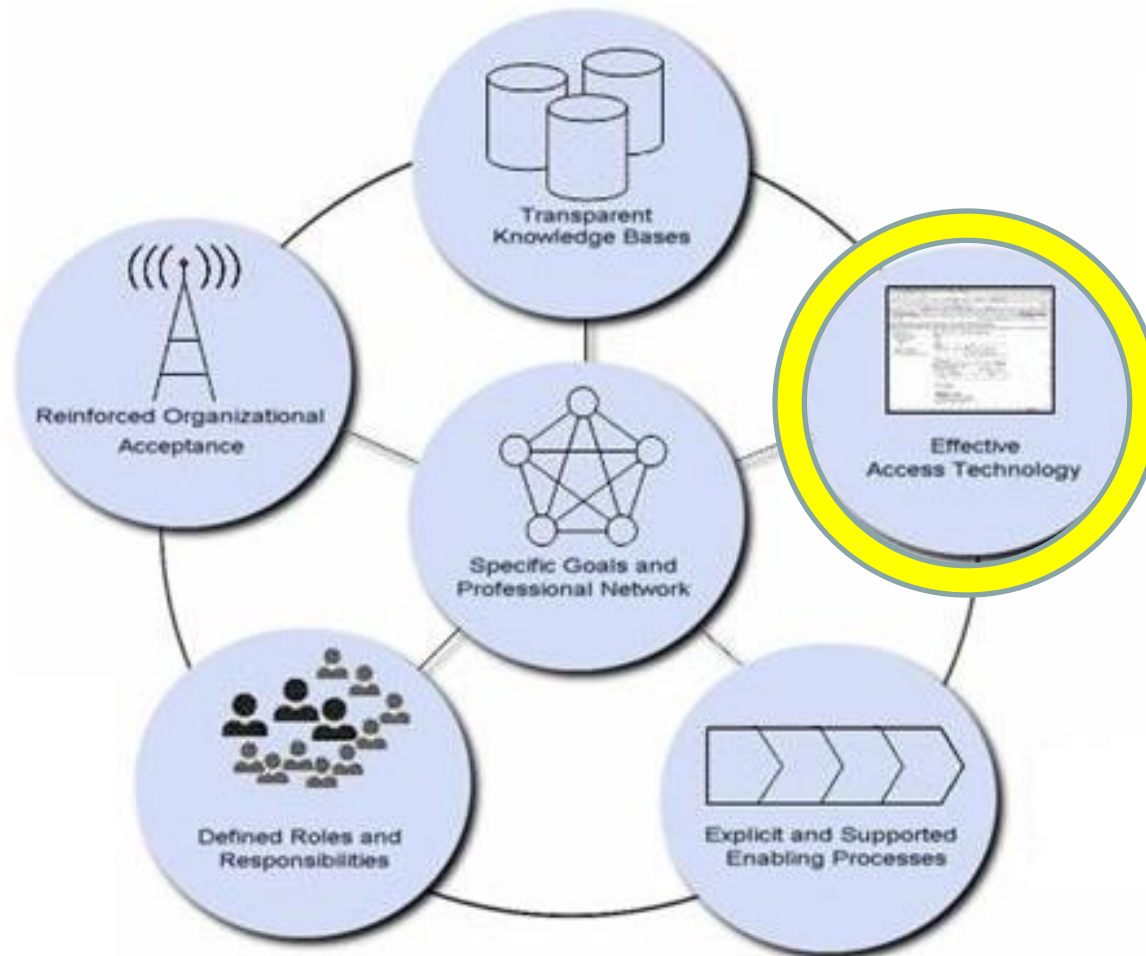 Transparent
Knowledge Bases
Reinforced Organizational
Acceptance
Effective
Access Technology
Specific Goals and
Professional Network
Defined Roles and
Responsibilities
Explicit and Supported
Enabling Processes